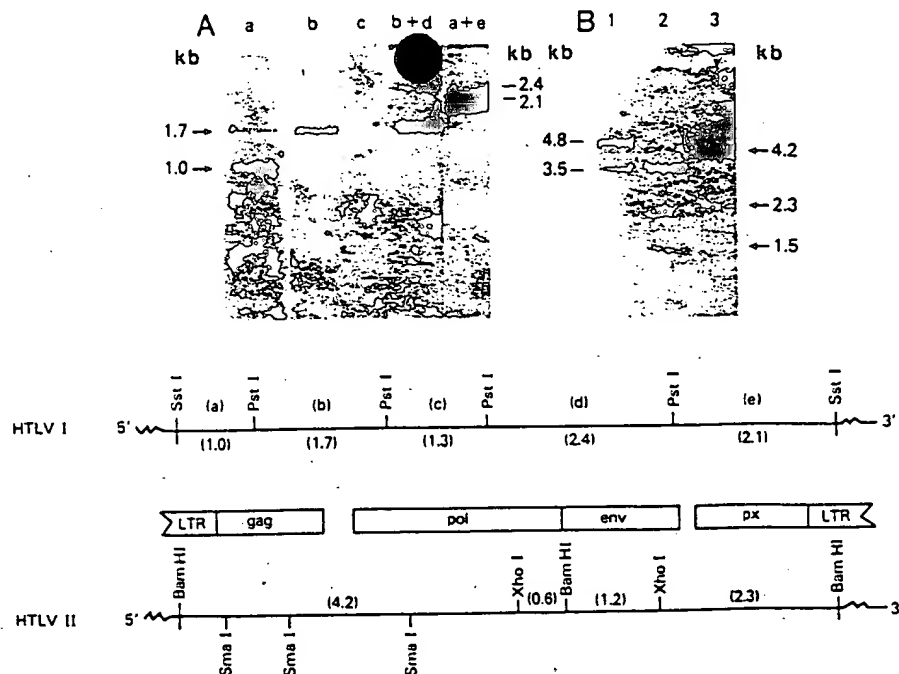 A a b c b+d a+e
kb
2.4
2.1
1.7
1.0
B 1 2 3
kb kb
4.8
3.5
4.2
2.3
1.5
Sst I Pst I Pst I Pst I Pst I Sst I
(a) (b) (c) (d) (e)
HTLV I 5' 3'
(1.0) (1.7) (1.3) (2.4) (2.1)
LTR gag pol env px LTR
Bam HI Xho I Bam HI Xho I Bam HI
(4.2) (0.6) (1.2) (2.3)
HTLV II 5' 3
Sma I Sma I Sma I